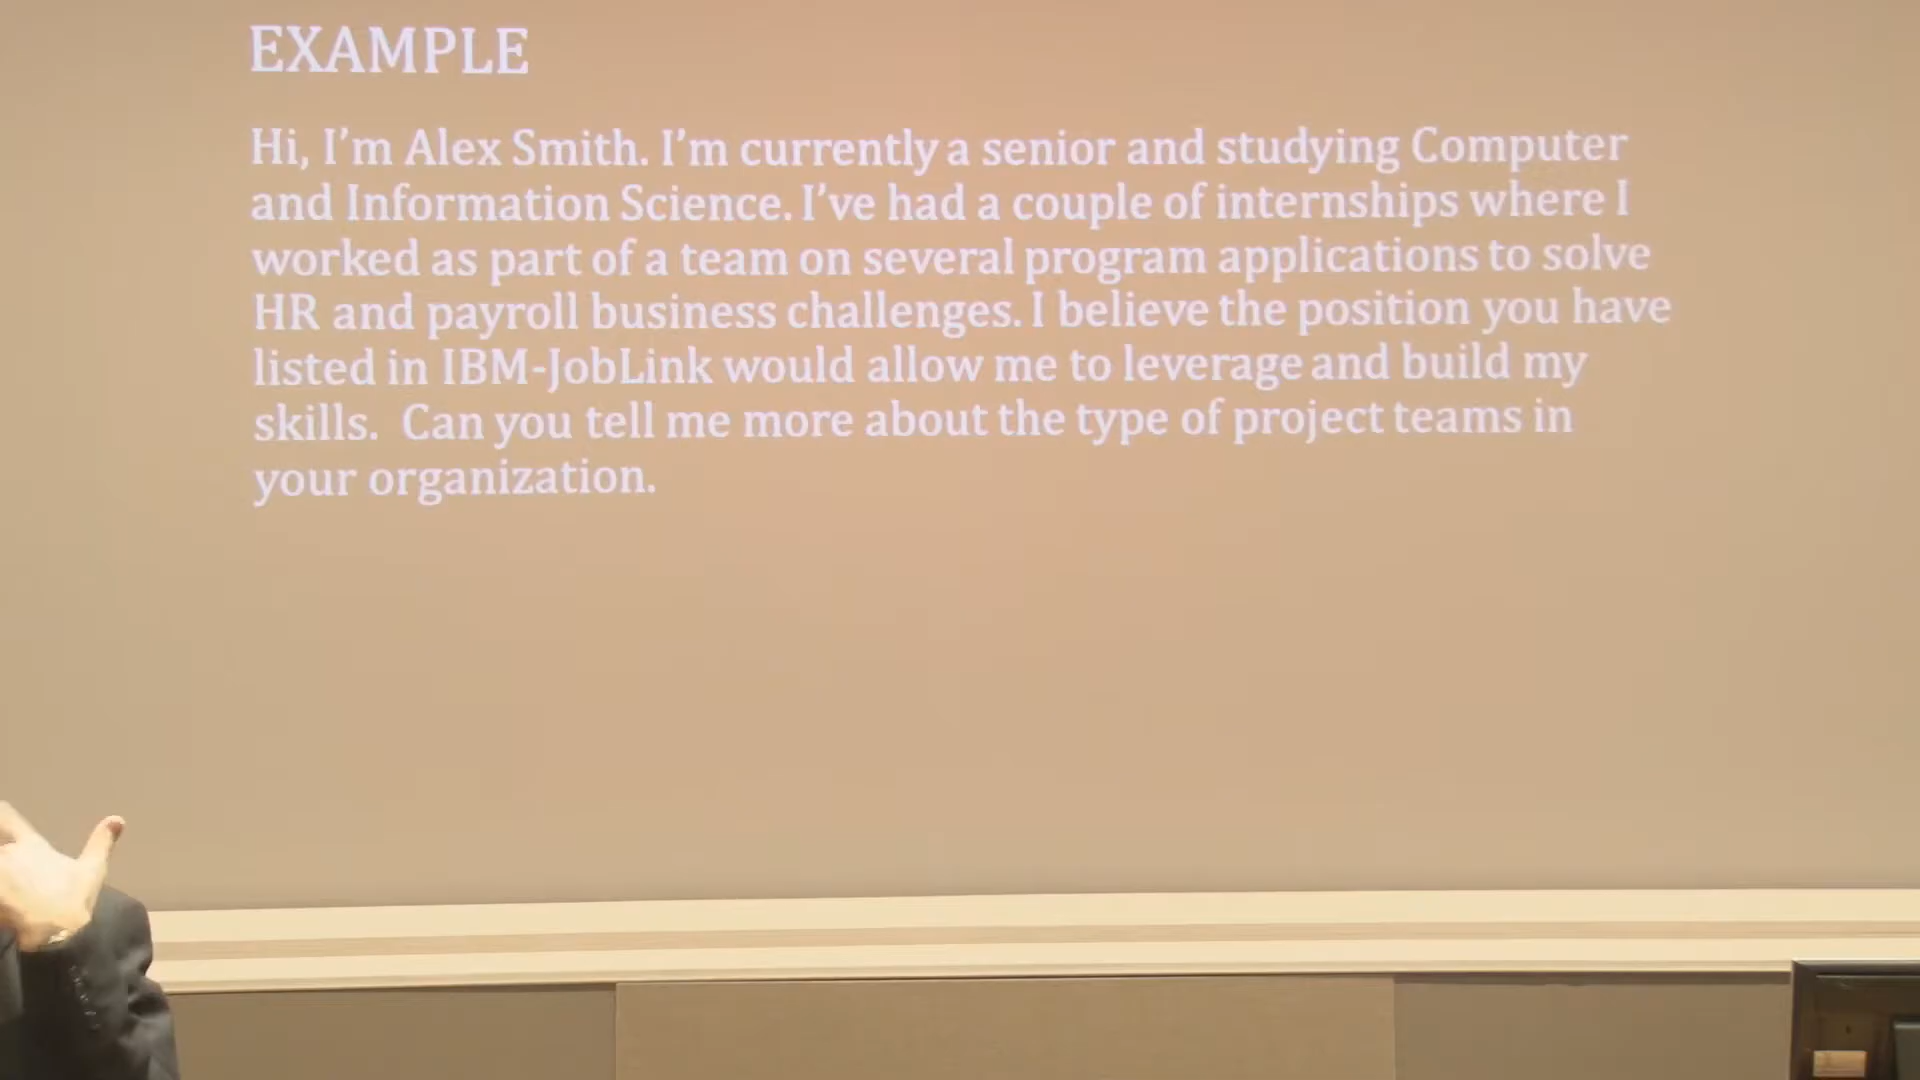 EXAMPLE
Hi, I’m Alex Smith. I’m currently a senior and studying Computer
and Information Science. I’ve had a couple of internships where I
worked as part of a team on several program applications to solve
HR and payroll business challenges. I believe the position you have
listed in IBM-JobLink would allow me to leverage and build my
skills.  Can you tell me more about the type of project teams in
your organization.